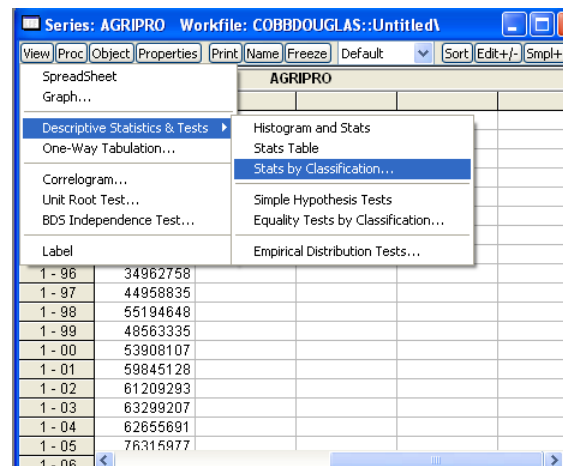 Series: AGRIPRO Workfile: COBBDOUGLAS::Untitled\
View Proc Object Properties Print Name Freeze Default Sort Edit+/- Smpl+
AGRIPRO
SpreadSheet
Graph...
Descriptive Statistics & Tests
One-Way Tabulation...
Correlogram...
Unit Root Test...
BDS Independence Test...
Label
Histogram and Stats
Stats Table
Stats by Classification...
Simple Hypothesis Tests
Equality Tests by Classification...
Empirical Distribution Tests...
1 - 96 34962758
1 - 97 44958835
1 - 98 55194648
1 - 99 48563335
1 - 00 53908107
1 - 01 59845128
1 - 02 61209293
1 - 03 63299207
1 - 04 62655691
1 - 05 76315977
1 - 06